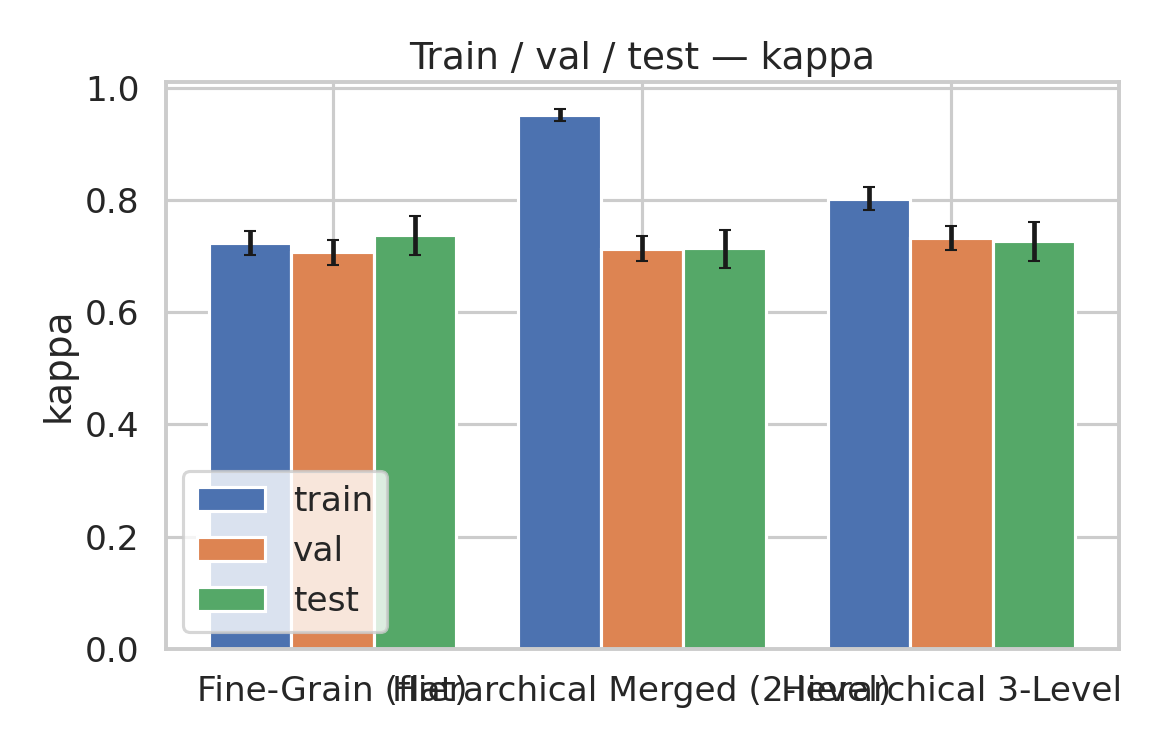 Train / val / test — kappa
1.0
0.8
0.6
0.4
0.2
0.0
kappa
train
val
test
Fine-Grain (flat)
Hierarchical Merged (2-level)
Hierarchical 3-Level